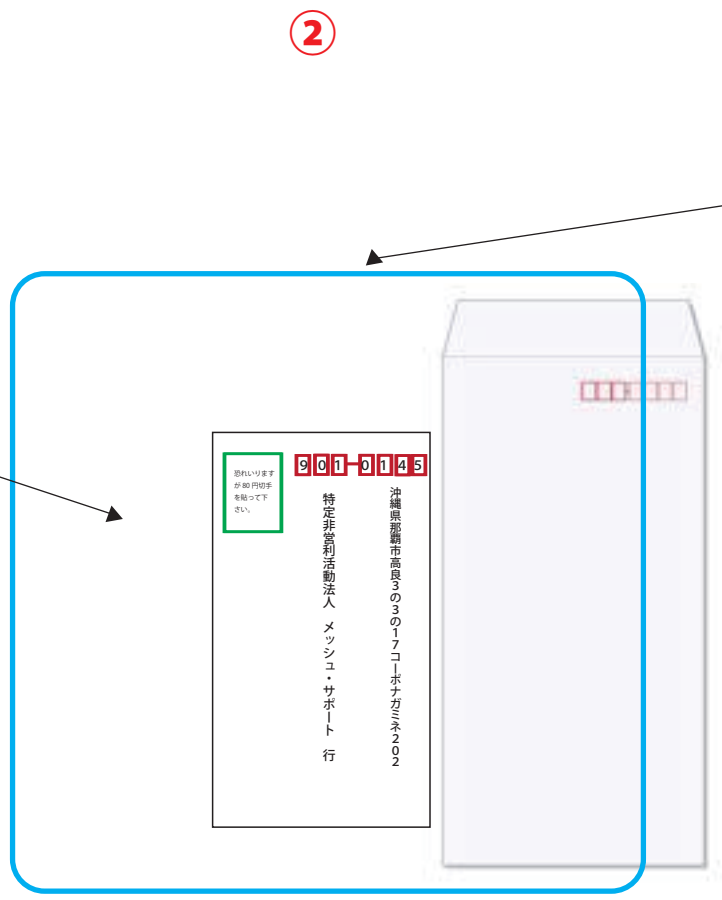 ②
恐れいります
が 80 円切手
を貼って下
さい。
901-0145
沖縄県那覇市高良3の3の17コーポナガミネ202
特定非営利活動法人　メッシュ・サポート　行